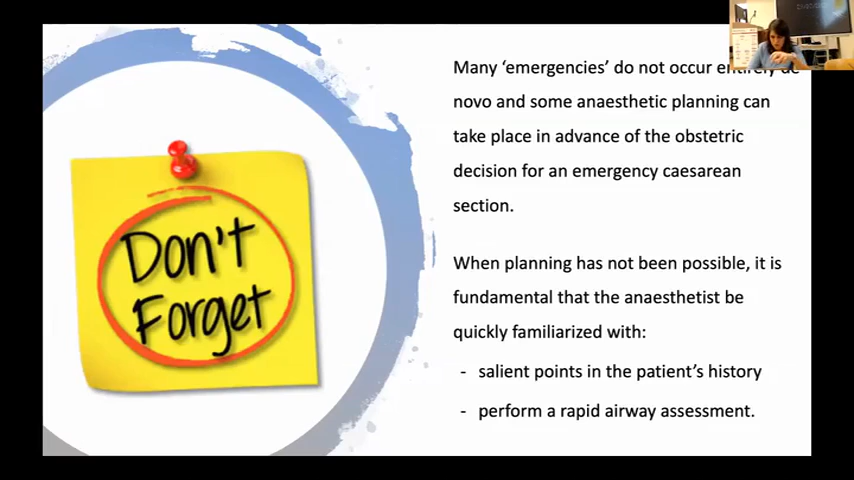 Many ‘emergencies’ do not occur entirely de
novo and some anaesthetic planning can
take place in advance of the obstetric
decision for an emergency caesarean
section.
When planning has not been possible, it is
fundamental that the anaesthetist be
quickly familiarized with:
- salient points in the patient’s history
- perform a rapid airway assessment.
Don't
Forget